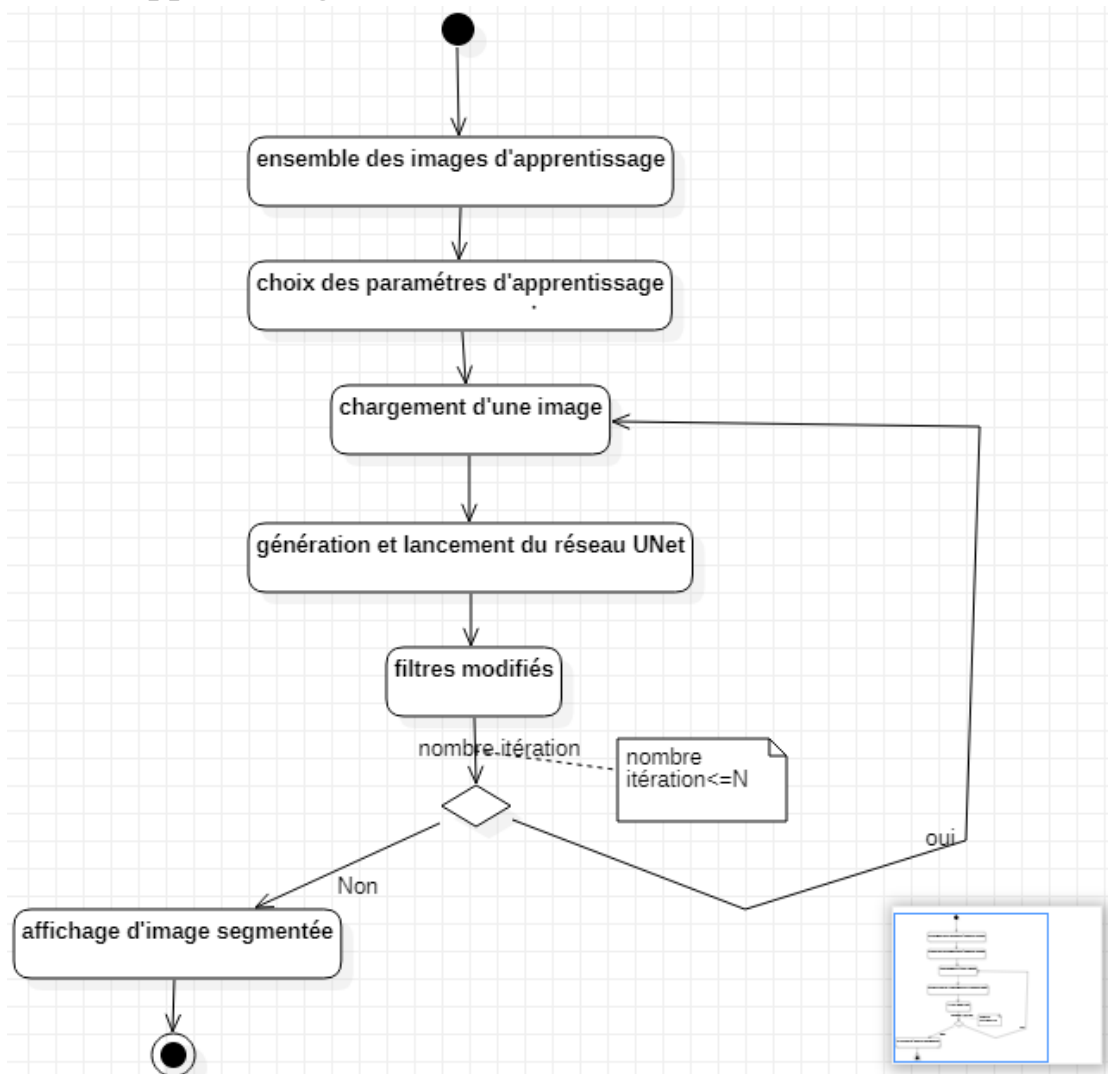 ensemble des images d'apprentissage
choix des paramétres d'apprentissage
chargement d'une image
génération et lancement du réseau UNet
filtres modifiés
nombre itération
nombre
itération<=N
oui
Non
affichage d'image segmentée